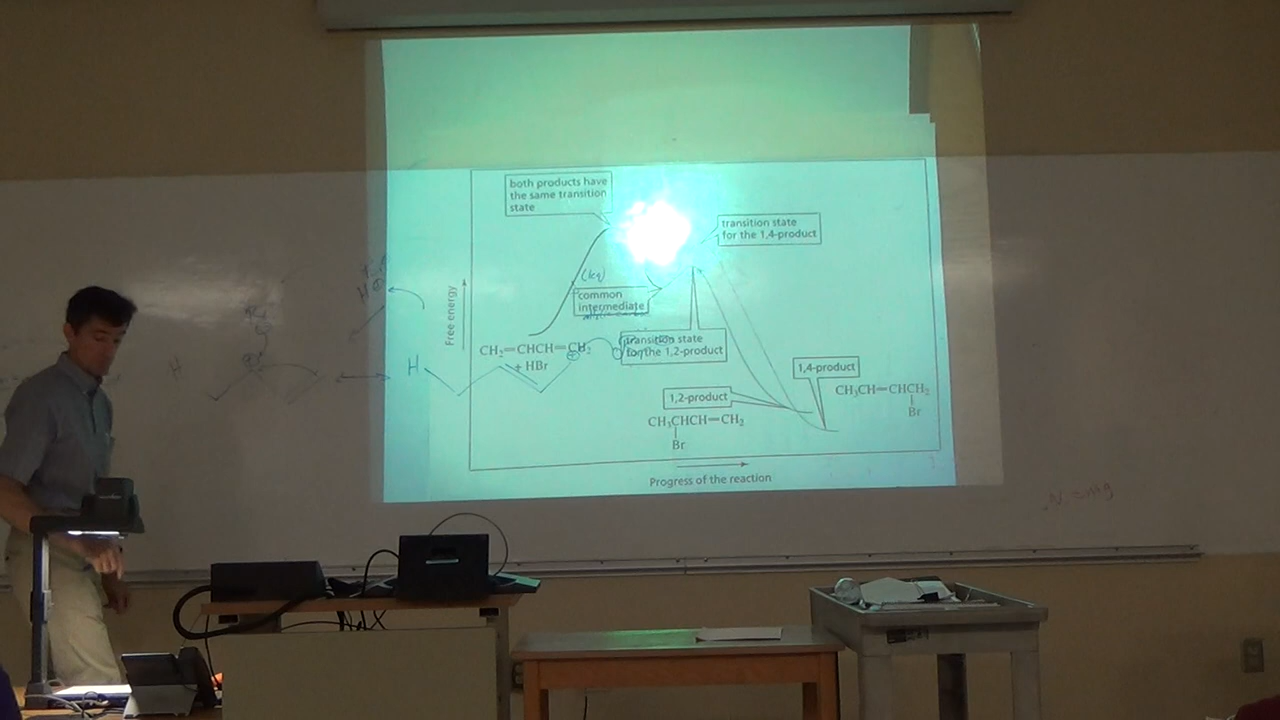 both products have
the same transition
state
transition state
for the 1,4-product
common
intermediate
Free energy
CH₂=CHCH=CH₂
+ HBr
transition state
for the 1,2-product
1,4-product
CH₃CH=CHCH₂
Br
1,2-product
CH₃CHCH=CH₂
Br
Progress of the reaction
H
H
H